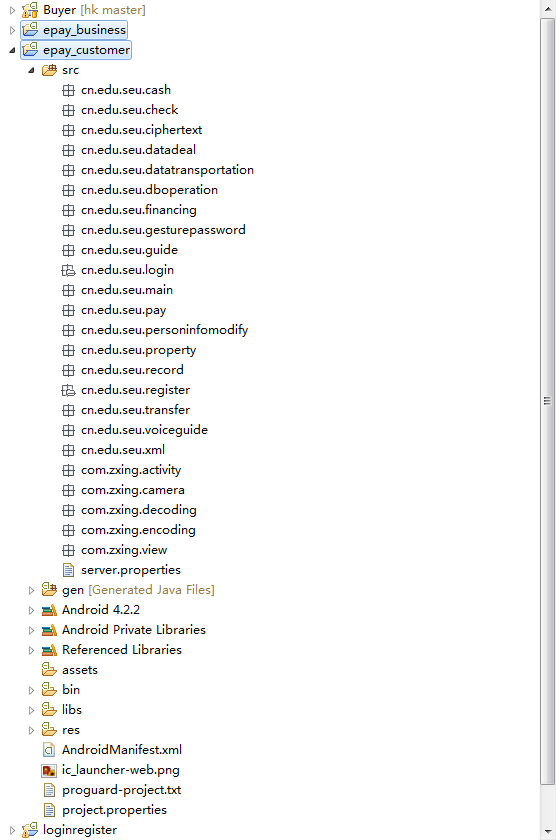 Buyer [hk master]
epay_business
epay_customer
src
cn.edu.seu.cash
cn.edu.seu.check
cn.edu.seu.ciphertext
cn.edu.seu.datadeal
cn.edu.seu.datatransportation
cn.edu.seu.dboperation
cn.edu.seu.financing
cn.edu.seu.gesturepassword
cn.edu.seu.guide
cn.edu.seu.login
cn.edu.seu.main
cn.edu.seu.pay
cn.edu.seu.personinfomodify
cn.edu.seu.property
cn.edu.seu.record
cn.edu.seu.register
cn.edu.seu.transfer
cn.edu.seu.voiceguide
cn.edu.seu.xml
com.zxing.activity
com.zxing.camera
com.zxing.decoding
com.zxing.encoding
com.zxing.view
server.properties
gen [Generated Java Files]
Android 4.2.2
Android Private Libraries
Referenced Libraries
assets
bin
libs
res
AndroidManifest.xml
ic_launcher-web.png
proguard-project.txt
project.properties
loginregister